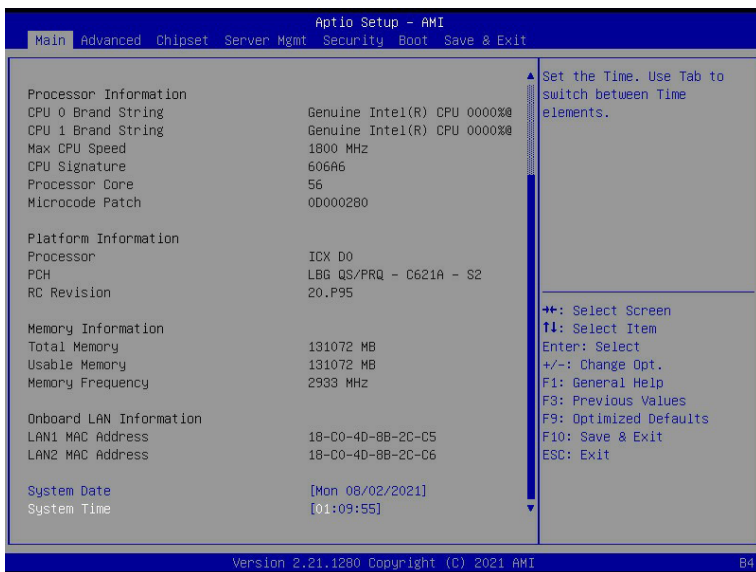 Aptio Setup – AMI
Main Advanced Chipset Server Mgmt Security Boot Save & Exit
Processor Information
CPU 0 Brand String Genuine Intel(R) CPU 0000%@
CPU 1 Brand String Genuine Intel(R) CPU 0000%@
Max CPU Speed 1800 MHz
CPU Signature 606A6
Processor Core 56
Microcode Patch 0D000280
Platform Information
Processor ICX D0
PCH LBG QS/PRQ - C621A - S2
RC Revision 20.P95
Memory Information
Total Memory 131072 MB
Usable Memory 131072 MB
Memory Frequency 2933 MHz
Onboard LAN Information
LAN1 MAC Address 18-C0-4D-8B-2C-C5
LAN2 MAC Address 18-C0-4D-8B-2C-C6
System Date [Mon 08/02/2021]
System Time [01:09:55]
Set the Time. Use Tab to
switch between Time
elements.
→←: Select Screen
↑↓: Select Item
Enter: Select
+/-: Change Opt.
F1: General Help
F3: Previous Values
F9: Optimized Defaults
F10: Save & Exit
ESC: Exit
Version 2.21.1280 Copyright (C) 2021 AMI
B4